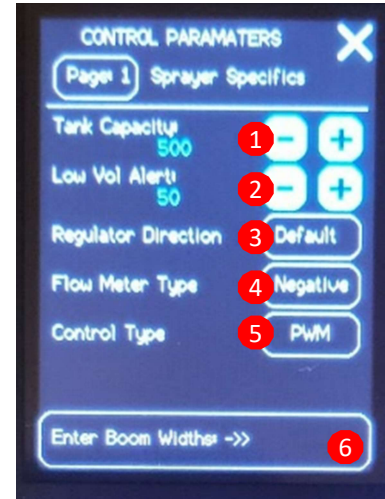 CONTROL PARAMATERS X
Page: 1 Sprayer Specifics
Tank Capacity:
500
1 - +
Low Vol Alert:
50
2 - +
Regulator Direction 3 Default
Flow Meter Type 4 Negative
Control Type 5 PWM
Enter Boom Widths: ->> 6